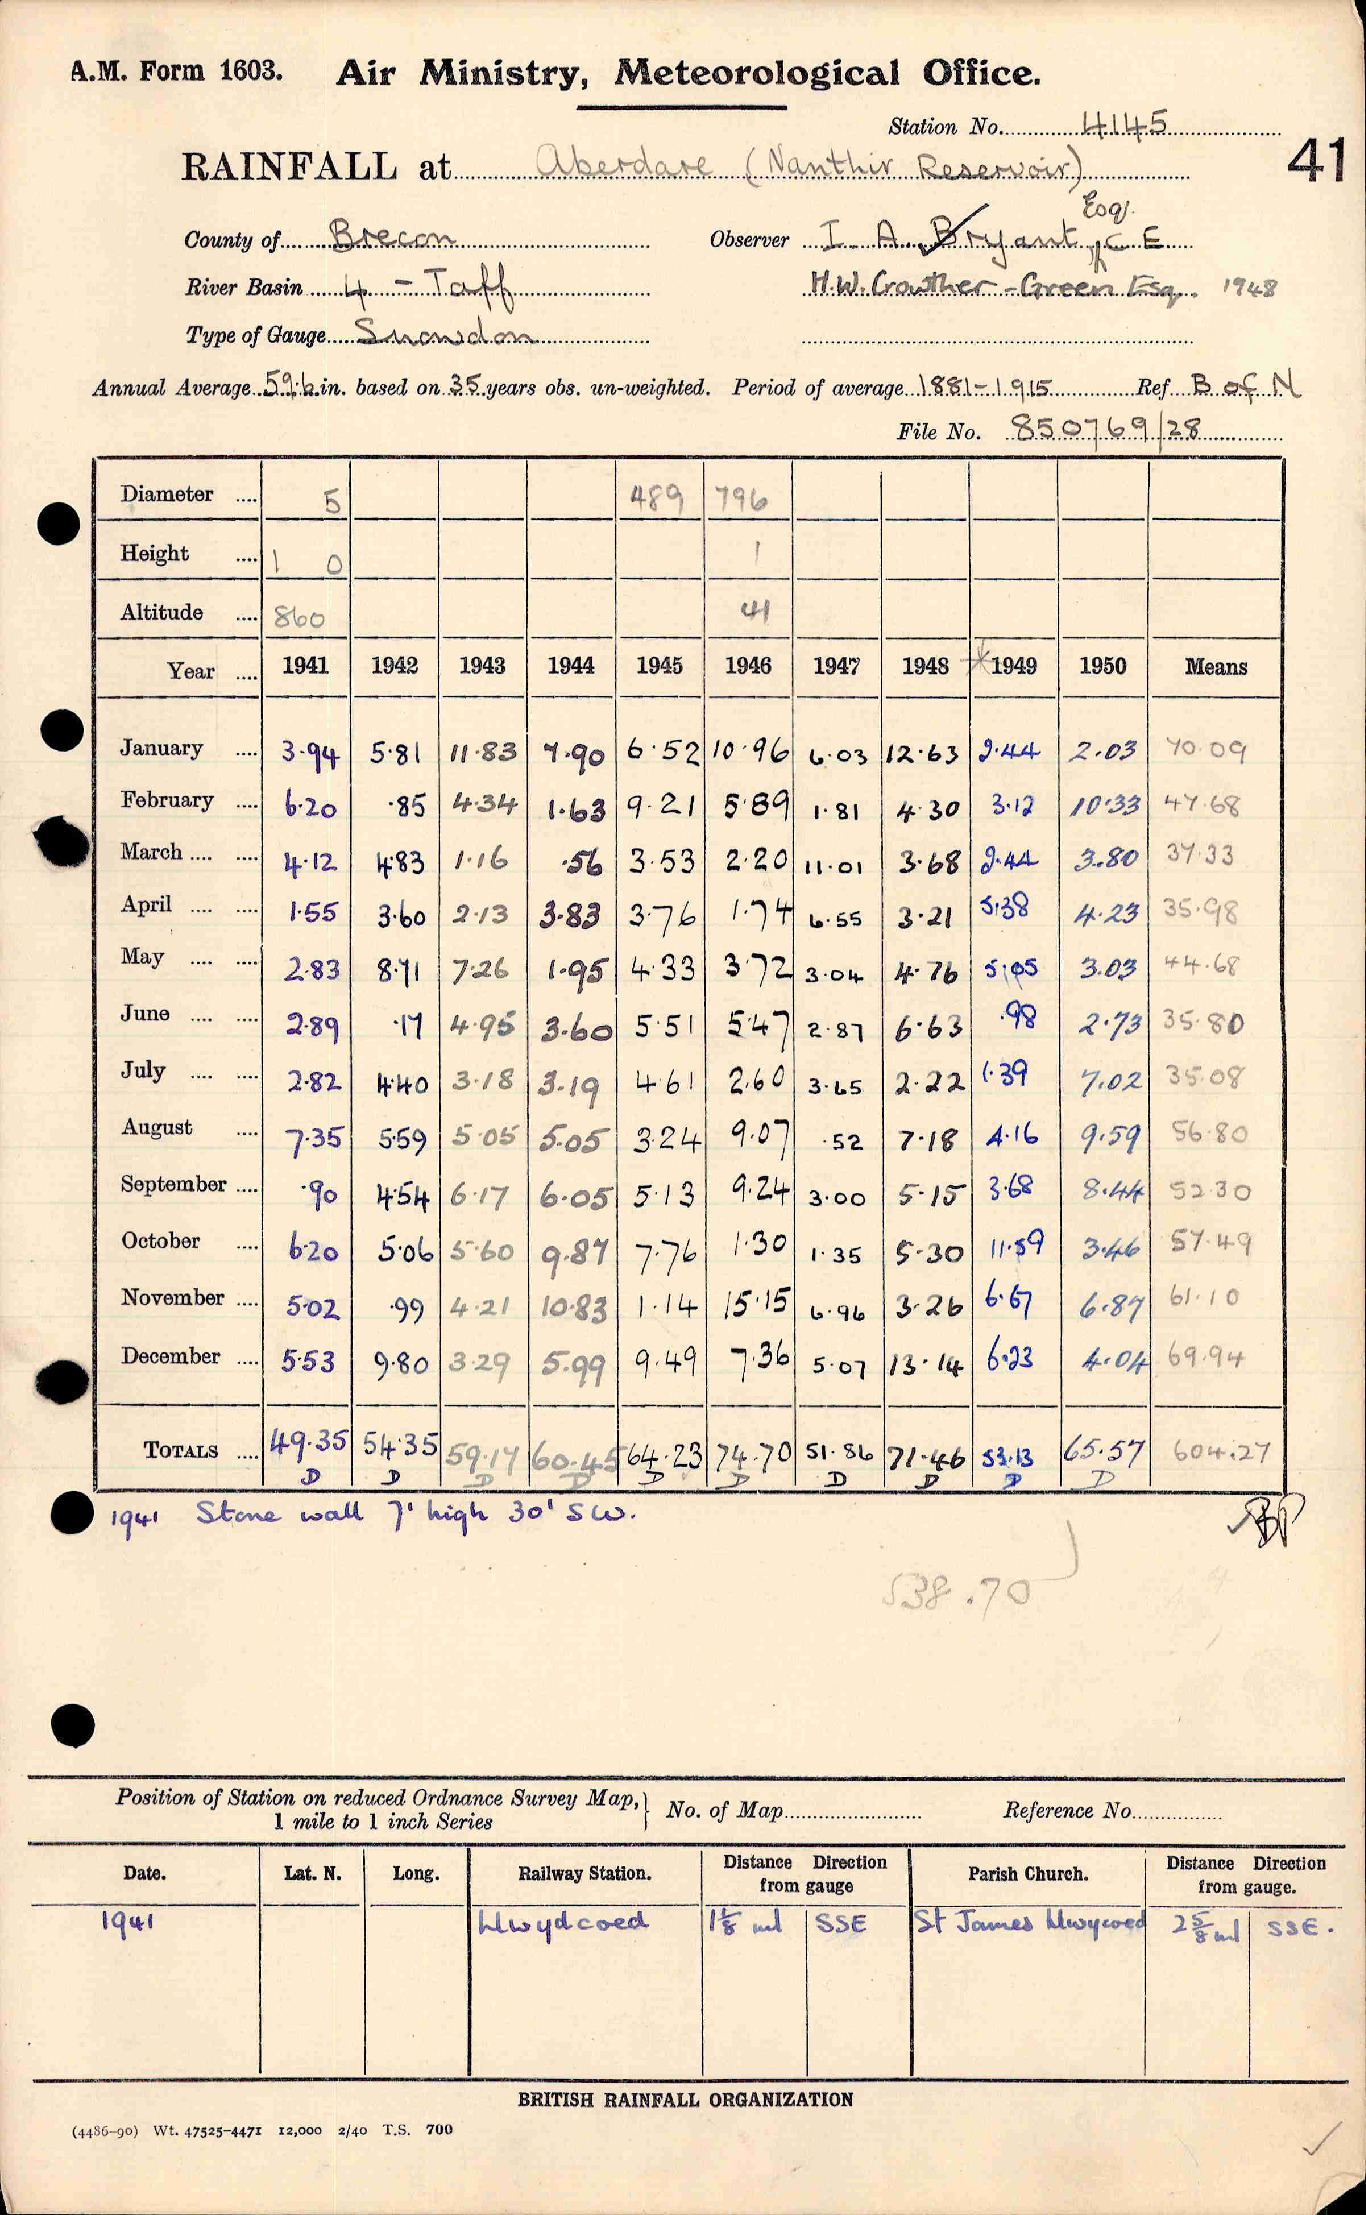 A.M. Form 1603. Air Ministry, Meteorological Office.
Station No. 4145
41
RAINFALL at Aberdare (Nanthir Reservoir)
Esq.
County of Brecon Observer I. A. Bryant C E
River Basin 4 - Taff H.W. Crowther-Green Esq. 1948
Type of Gauge Snowdon
Annual Average 59.6 in. based on 35 years obs. un-weighted. Period of average 1881-1915 Ref B of N
File No. 850769/28
Diameter .... 5 489 796
Height .... 1 0 1
Altitude .... 860 41
Year .... 1941 1942 1943 1944 1945 1946 1947 1948 *1949 1950 Means
January .... 3.94 5.81 11.83 7.90 6.52 10.96 6.03 12.63 2.44 2.03 70.09
February .... 6.20 .85 4.34 1.63 9.21 5.89 1.81 4.30 3.12 10.33 47.68
March .... .... 4.12 4.83 1.16 .56 3.53 2.20 11.01 3.68 2.44 3.80 37.33
April .... .... 1.55 3.60 2.13 3.83 3.76 1.74 6.55 3.21 5.38 4.23 35.98
May .... .... 2.83 8.71 7.26 1.95 4.33 3.72 3.04 4.76 5.05 3.03 44.68
June .... .... 2.89 .17 4.95 3.60 5.51 5.47 2.87 6.63 .98 2.73 35.80
July .... .... 2.82 4.40 3.18 3.19 4.61 2.60 3.65 2.22 1.39 7.02 35.08
August .... 7.35 5.59 5.05 5.05 3.24 9.07 .52 7.18 4.16 9.59 56.80
September .... .90 4.54 6.17 6.05 5.13 9.24 3.00 5.15 3.68 8.44 52.30
October .... 6.20 5.06 5.60 9.87 7.76 1.30 1.35 5.30 11.59 3.46 57.49
November .... 5.02 .99 4.21 10.83 1.14 15.15 6.96 3.26 6.67 6.87 61.10
December .... 5.53 9.80 3.29 5.99 9.49 7.36 5.07 13.14 6.23 4.04 69.94
TOTALS .... 49.35 54.35 59.17 60.45 64.23 74.70 51.86 71.46 53.13 65.57 604.27
D D D D D D D D D D
1941 Stone wall 7' high 30' SW.
538.70
Position of Station on reduced Ordnance Survey Map, 1 mile to 1 inch Series } No. of Map Reference No.
Date. Lat. N. Long. Railway Station. Distance Direction from gauge Parish Church. Distance Direction from gauge.
1941 Llwydcoed 1⅛ ml SSE St James Llwycoed 2⅝ ml SSE.
BRITISH RAINFALL ORGANIZATION
(4486-90) Wt. 47525-4471 12,000 2/40 T.S. 700